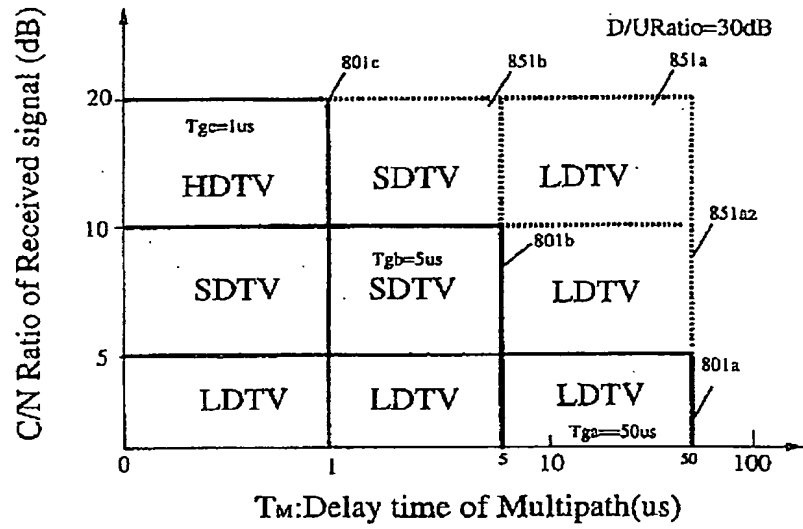 D/URatio=30dB
C/N Ratio of Received signal (dB)
801c
851b
851a
20
Tgc=1us
HDTV
SDTV
LDTV
10
851a2
801b
Tgb=5us
SDTV
SDTV
LDTV
5
801a
LDTV
LDTV
LDTV
Tga=50us
0
1
5
10
50
100
TM:Delay time of Multipath(us)